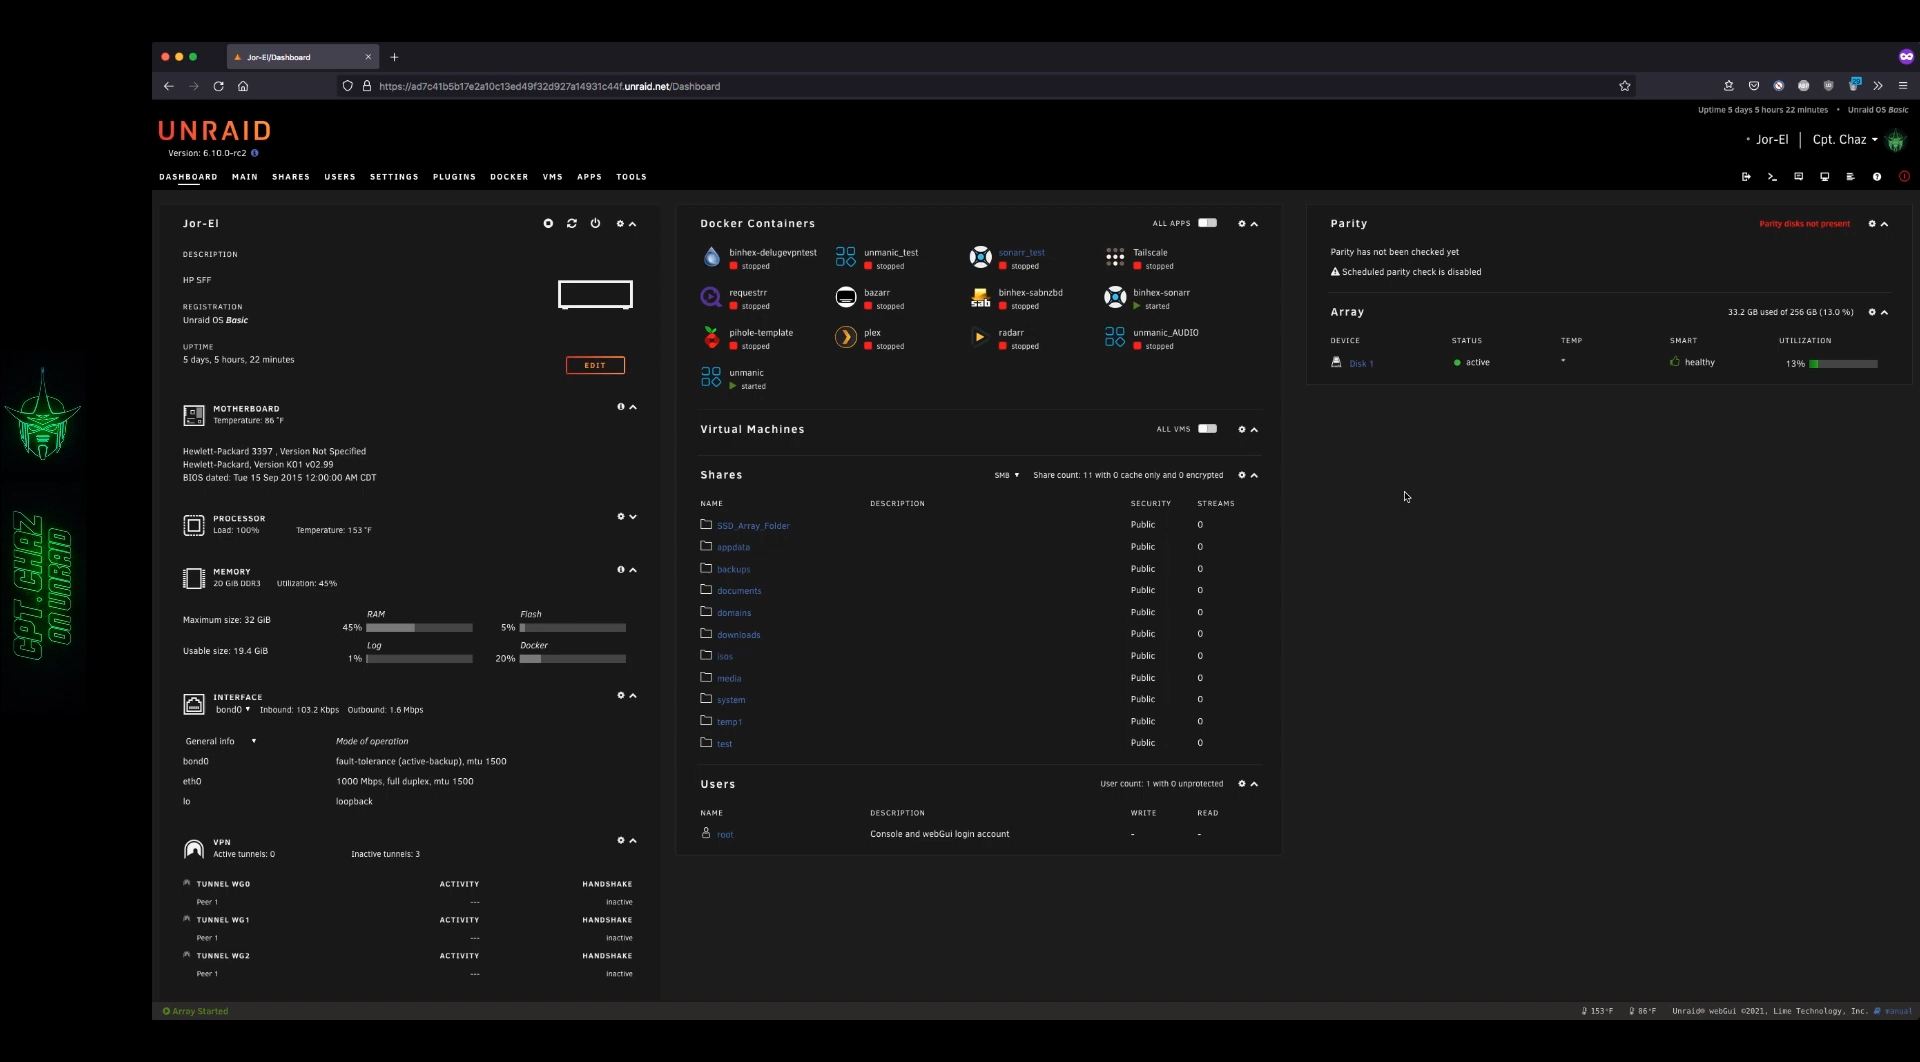 Jor-El/Dashboard
https://ad7c41b5b17e2a10c13ed49f32d927a14931c44f.unraid.net/Dashboard
20
Uptime 5 days 5 hours 22 minutes • Unraid OS Basic
UNRAID
Version: 6.10.0-rc2
Jor-El | Cpt. Chaz
DASHBOARD MAIN SHARES USERS SETTINGS PLUGINS DOCKER VMS APPS TOOLS
Jor-El
DESCRIPTION
HP SFF
REGISTRATION
Unraid OS Basic
UPTIME
5 days, 5 hours, 22 minutes
EDIT
MOTHERBOARD
Temperature: 86 °F
Hewlett-Packard 3397 , Version Not Specified
Hewlett-Packard, Version K01 v02.99
BIOS dated: Tue 15 Sep 2015 12:00:00 AM CDT
PROCESSOR
Load: 100% Temperature: 153 °F
MEMORY
20 GiB DDR3 Utilization: 45%
RAM Flash
Maximum size: 32 GiB 45% 5%
Log Docker
Usable size: 19.4 GiB 1% 20%
INTERFACE
bond0 Inbound: 103.2 Kbps Outbound: 1.6 Mbps
General info Mode of operation
bond0 fault-tolerance (active-backup), mtu 1500
eth0 1000 Mbps, full duplex, mtu 1500
lo loopback
VPN
Active tunnels: 0 Inactive tunnels: 3
TUNNEL WG0 ACTIVITY HANDSHAKE
Peer 1 --- inactive
TUNNEL WG1 ACTIVITY HANDSHAKE
Peer 1 --- inactive
TUNNEL WG2 ACTIVITY HANDSHAKE
Peer 1 --- inactive
Docker Containers ALL APPS
binhex-delugevpntest unmanic_test sonarr_test Tailscale
stopped stopped stopped stopped
requestrr bazarr binhex-sabnzbd binhex-sonarr
stopped stopped stopped started
pihole-template plex radarr unmanic_AUDIO
stopped stopped stopped stopped
unmanic
started
Virtual Machines ALL VMS
Shares SMB Share count: 11 with 0 cache only and 0 encrypted
NAME DESCRIPTION SECURITY STREAMS
SSD_Array_Folder Public 0
appdata Public 0
backups Public 0
documents Public 0
domains Public 0
downloads Public 0
isos Public 0
media Public 0
system Public 0
temp1 Public 0
test Public 0
Users User count: 1 with 0 unprotected
NAME DESCRIPTION WRITE READ
root Console and webGui login account - -
Parity Parity disks not present
Parity has not been checked yet
Scheduled parity check is disabled
Array 33.2 GB used of 256 GB (13.0 %)
DEVICE STATUS TEMP SMART UTILIZATION
Disk 1 active * healthy 13%
Array Started
153°F 86°F Unraid® webGui ©2021, Lime Technology, Inc. manual
CPT.CHAZ
ONUNRAID
sab